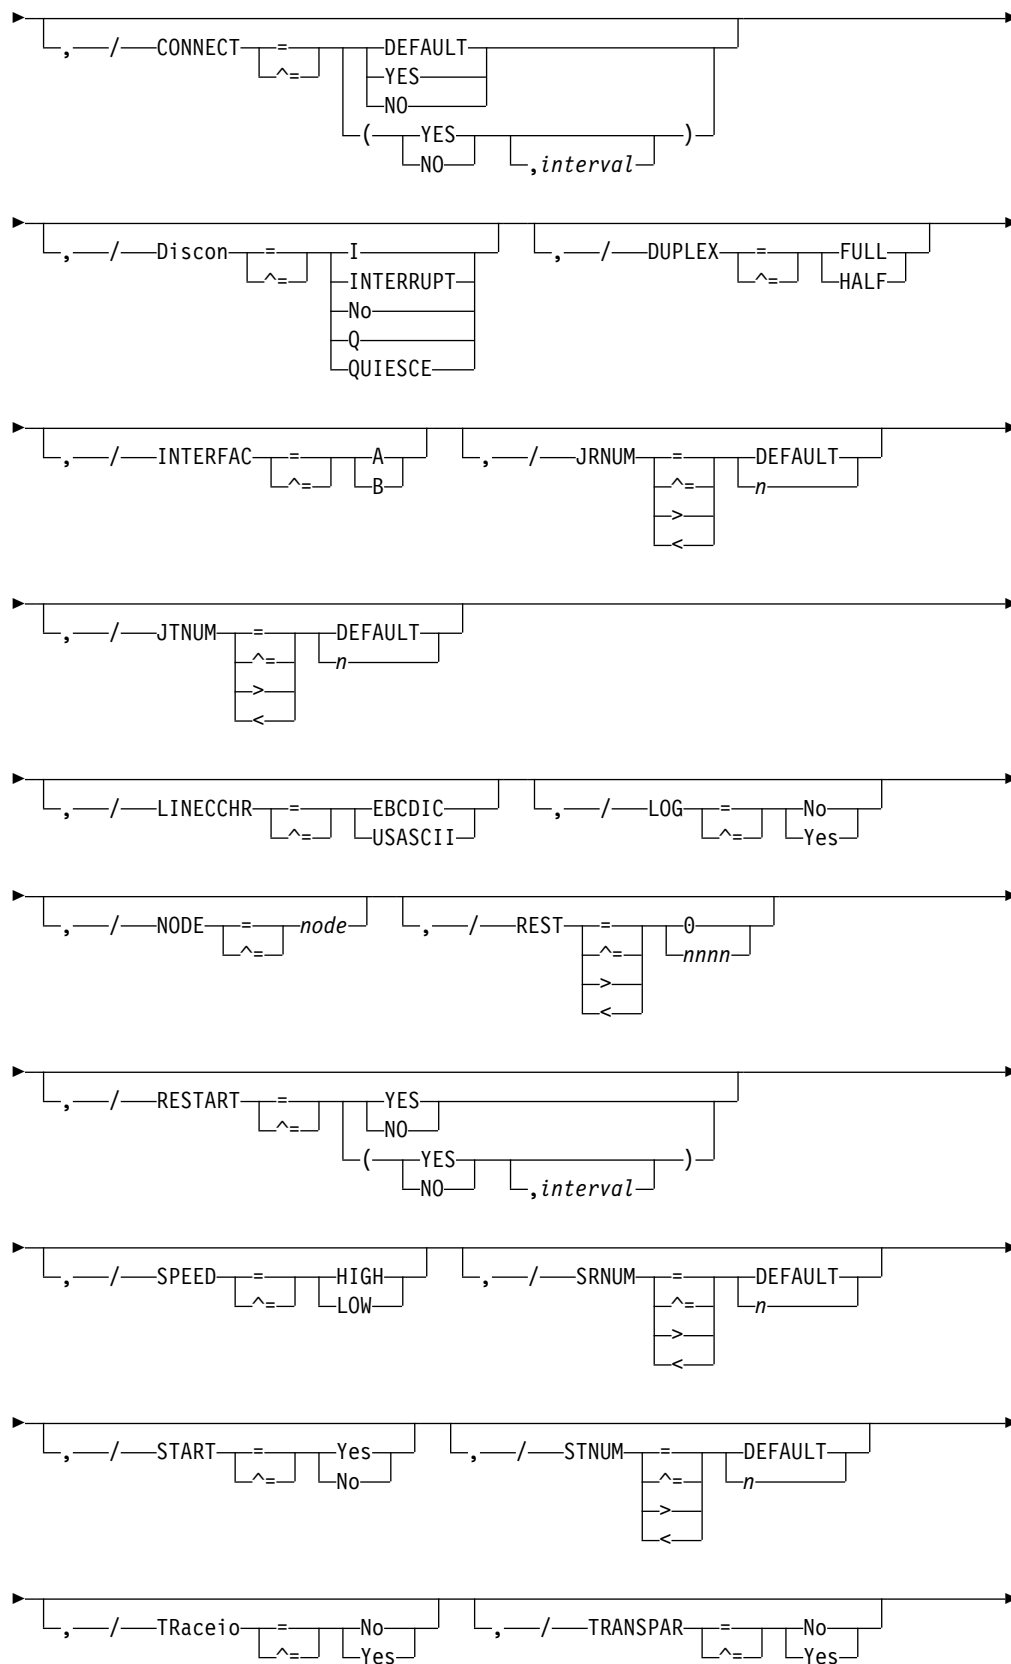 , / CONNECT = DEFAULT
^= YES
NO
( YES )
NO ,interval
, / Discon = I , / DUPLEX = FULL
^= INTERRUPT ^= HALF
No
Q
QUIESCE
, / INTERFAC = A , / JRNUM = DEFAULT
^= B ^= n
>
<
, / JTNUM = DEFAULT
^= n
>
<
, / LINECCHR = EBCDIC , / LOG = No
^= USASCII ^= Yes
, / NODE = node , / REST = 0
^= ^= nnnn
>
<
, / RESTART = YES
^= NO
( YES )
NO ,interval
, / SPEED = HIGH , / SRNUM = DEFAULT
^= LOW ^= n
>
<
, / START = Yes , / STNUM = DEFAULT
^= No ^= n
>
<
, / TRaceio = No , / TRANSPAR = No
^= Yes ^= Yes